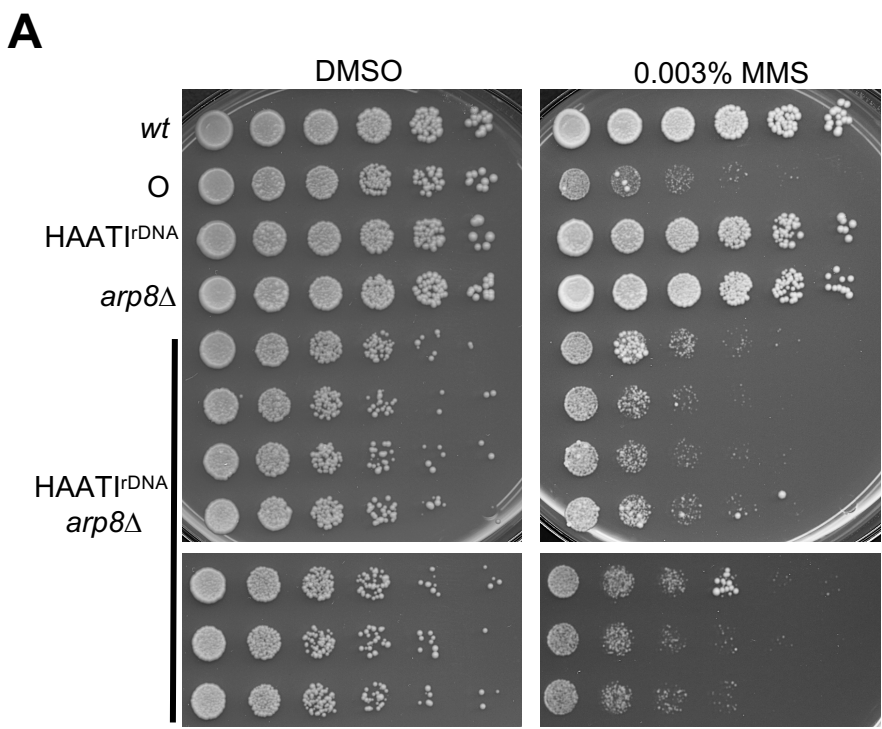 A
DMSO
0.003% MMS
wt
O
HAATIrDNA
arp8Δ
HAATIrDNA
arp8Δ